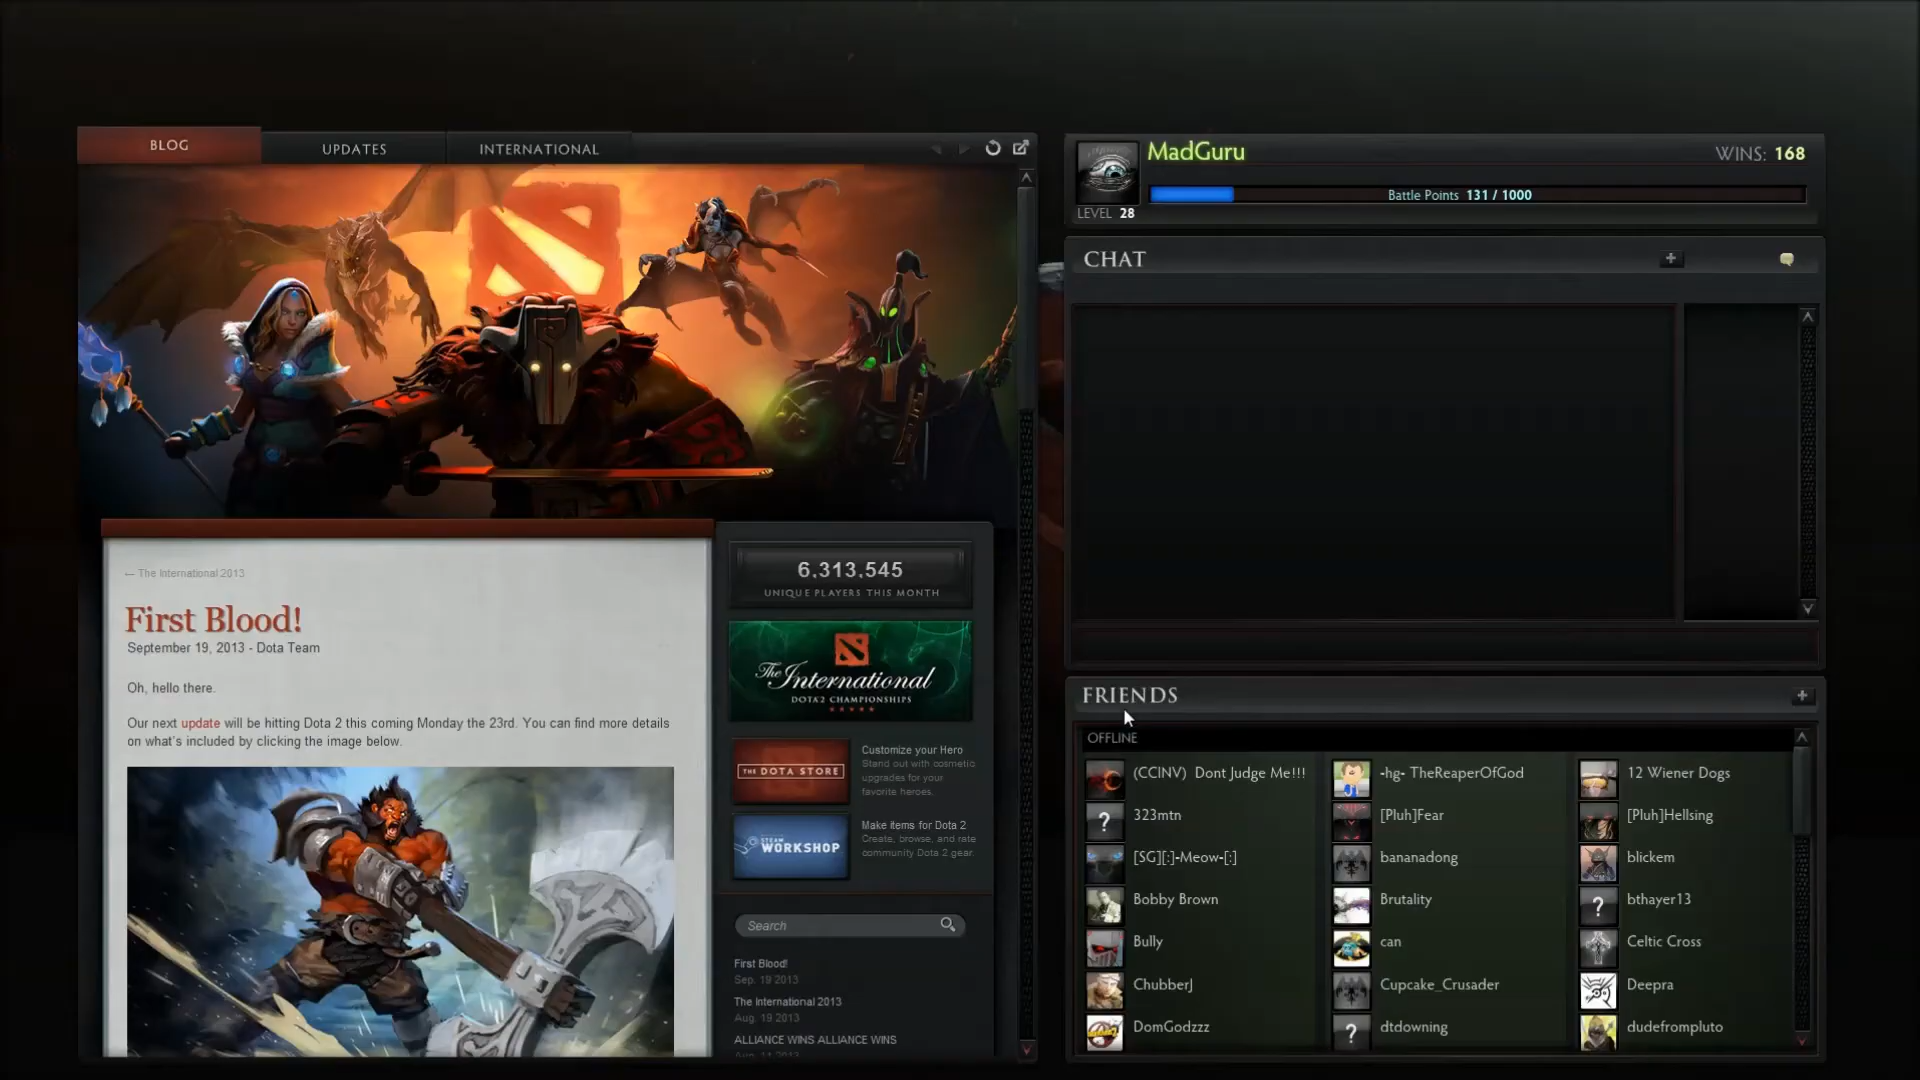 BLOG
UPDATES
INTERNATIONAL
← The International 2013
First Blood!
September 19, 2013 - Dota Team
Oh, hello there.
Our next update will be hitting Dota 2 this coming Monday the 23rd. You can find more details
on what's included by clicking the image below.
6,313,545
UNIQUE PLAYERS THIS MONTH
The International
DOTA 2 CHAMPIONSHIPS
THE DOTA STORE
Customize your Hero
Stand out with cosmetic
upgrades for your
favorite heroes.
STEAM
WORKSHOP
Make items for Dota 2
Create, browse, and rate
community Dota 2 gear.
Search
First Blood!
Sep. 19 2013
The International 2013
Aug. 19 2013
ALLIANCE WINS ALLIANCE WINS
MadGuru
WINS: 168
Battle Points 131 / 1000
LEVEL 28
CHAT
FRIENDS
OFFLINE
(CCINV) Dont Judge Me!!!
-hg- TheReaperOfGod
12 Wiener Dogs
323mtn
[Pluh]Fear
[Pluh]Hellsing
[SG][:]-Meow-[:]
bananadong
blickem
Bobby Brown
Brutality
bthayer13
Bully
can
Celtic Cross
ChubberJ
Cupcake_Crusader
Deepra
DomGodzzz
dtdowning
dudefrompluto